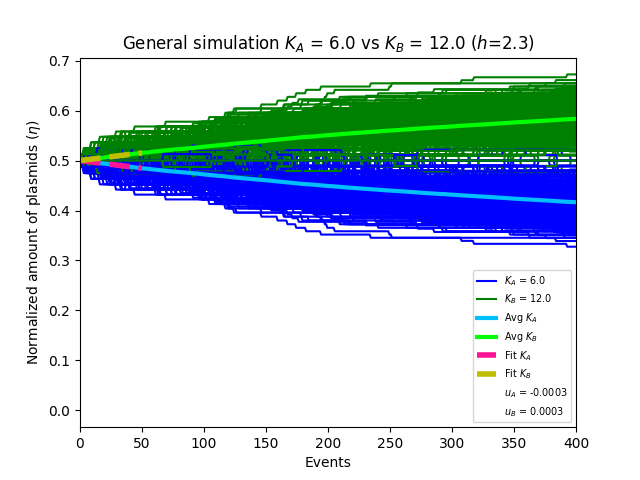 General simulation K_A = 6.0 vs K_B = 12.0 (h=2.3)
Normalized amount of plasmids (η)
0.7
0.6
0.5
0.4
0.3
0.2
0.1
0.0
K_A = 6.0
K_B = 12.0
Avg K_A
Avg K_B
Fit K_A
Fit K_B
u_A = -0.0003
u_B = 0.0003
0 50 100 150 200 250 300 350 400
Events